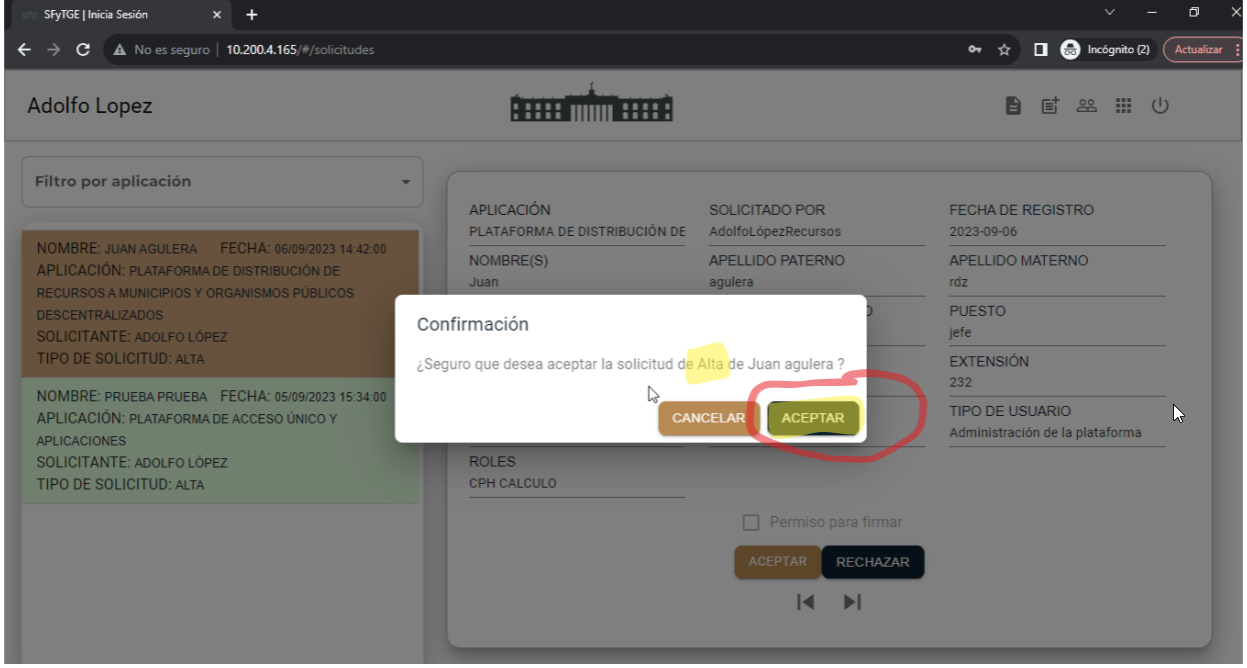 SFyTGE | Inicia Sesión
No es seguro | 10.200.4.165/#/solicitudes
Incógnito (2)
Actualizar
Adolfo Lopez
Filtro por aplicación
NOMBRE: JUAN AGULERA FECHA: 06/09/2023 14:42:00
APLICACIÓN: PLATAFORMA DE DISTRIBUCIÓN DE
RECURSOS A MUNICIPIOS Y ORGANISMOS PÚBLICOS
DESCENTRALIZADOS
SOLICITANTE: ADOLFO LÓPEZ
TIPO DE SOLICITUD: ALTA
NOMBRE: PRUEBA PRUEBA FECHA: 05/09/2023 15:34:00
APLICACIÓN: PLATAFORMA DE ACCESO ÚNICO Y
APLICACIONES
SOLICITANTE: ADOLFO LÓPEZ
TIPO DE SOLICITUD: ALTA
APLICACIÓN SOLICITADO POR FECHA DE REGISTRO
PLATAFORMA DE DISTRIBUCIÓN DE AdolfoLópezRecursos 2023-09-06
NOMBRE(S) APELLIDO PATERNO APELLIDO MATERNO
Juan agulera rdz
PUESTO
jefe
EXTENSIÓN
232
TIPO DE USUARIO
Administración de la plataforma
Confirmación
¿Seguro que desea aceptar la solicitud de Alta de Juan agulera ?
CANCELAR ACEPTAR
ROLES
CPH CALCULO
Permiso para firmar
ACEPTAR RECHAZAR